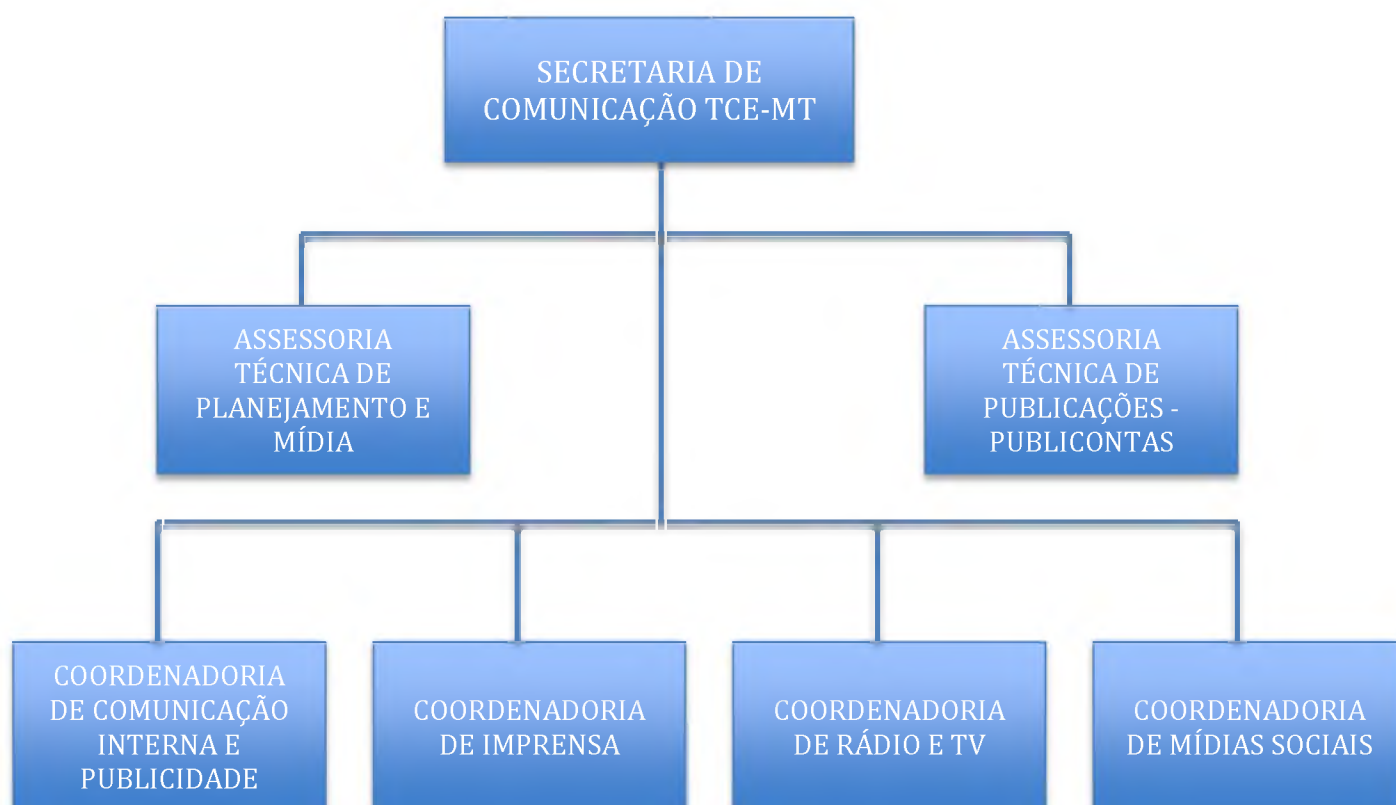 SECRETARIA DE
COMUNICAÇÃO TCE-MT
ASSESSORIA
TÉCNICA DE
PLANEJAMENTO E
MÍDIA
ASSESSORIA
TÉCNICA DE
PUBLICAÇÕES -
PUBLICONTAS
COORDENADORIA
DE COMUNICAÇÃO
INTERNA E
PUBLICIDADE
COORDENADORIA
DE IMPRENSA
COORDENADORIA
DE RÁDIO E TV
COORDENADORIA
DE MÍDIAS SOCIAIS